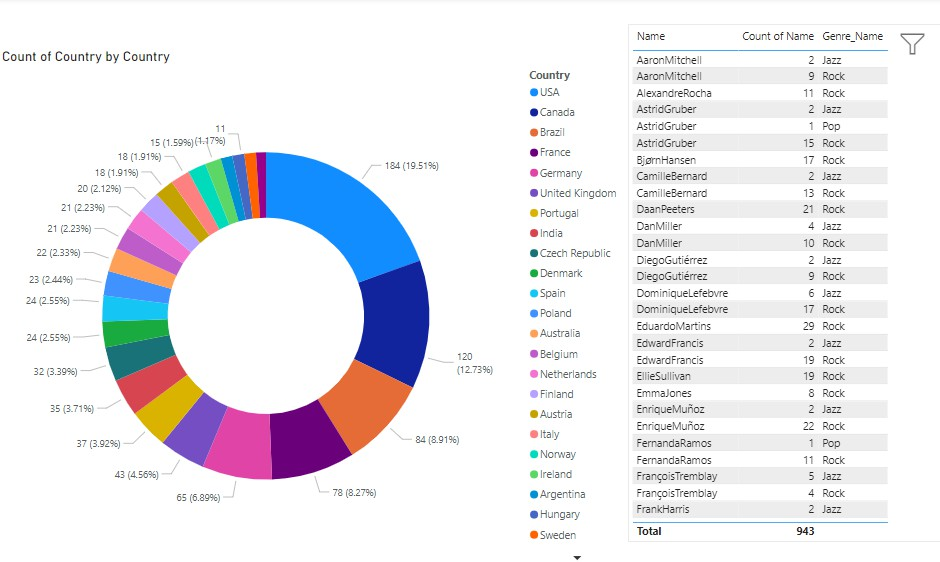 Count of Country by Country
184 (19.51%)
120
(12.73%)
84 (8.91%)
78 (8.27%)
65 (6.89%)
43 (4.56%)
37 (3.92%)
35 (3.71%)
32 (3.39%)
24 (2.55%)
24 (2.55%)
23 (2.44%)
22 (2.33%)
21 (2.23%)
21 (2.23%)
20 (2.12%)
18 (1.91%)
18 (1.91%)
15 (1.59%)
11
(1.17%)
Country
USA
Canada
Brazil
France
Germany
United Kingdom
Portugal
India
Czech Republic
Denmark
Spain
Poland
Australia
Belgium
Netherlands
Finland
Austria
Italy
Norway
Ireland
Argentina
Hungary
Sweden
Name Count of Name Genre_Name
AaronMitchell 2 Jazz
AaronMitchell 9 Rock
AlexandreRocha 11 Rock
AstridGruber 2 Jazz
AstridGruber 1 Pop
AstridGruber 15 Rock
BjørnHansen 17 Rock
CamilleBernard 2 Jazz
CamilleBernard 13 Rock
DaanPeeters 21 Rock
DanMiller 4 Jazz
DanMiller 10 Rock
DiegoGutiérrez 2 Jazz
DiegoGutiérrez 9 Rock
DominiqueLefebvre 6 Jazz
DominiqueLefebvre 17 Rock
EduardoMartins 29 Rock
EdwardFrancis 2 Jazz
EdwardFrancis 19 Rock
EllieSullivan 19 Rock
EmmaJones 8 Rock
EnriqueMuñoz 2 Jazz
EnriqueMuñoz 22 Rock
FernandaRamos 1 Pop
FernandaRamos 11 Rock
FrançoisTremblay 5 Jazz
FrançoisTremblay 4 Rock
FrankHarris 2 Jazz
Total 943